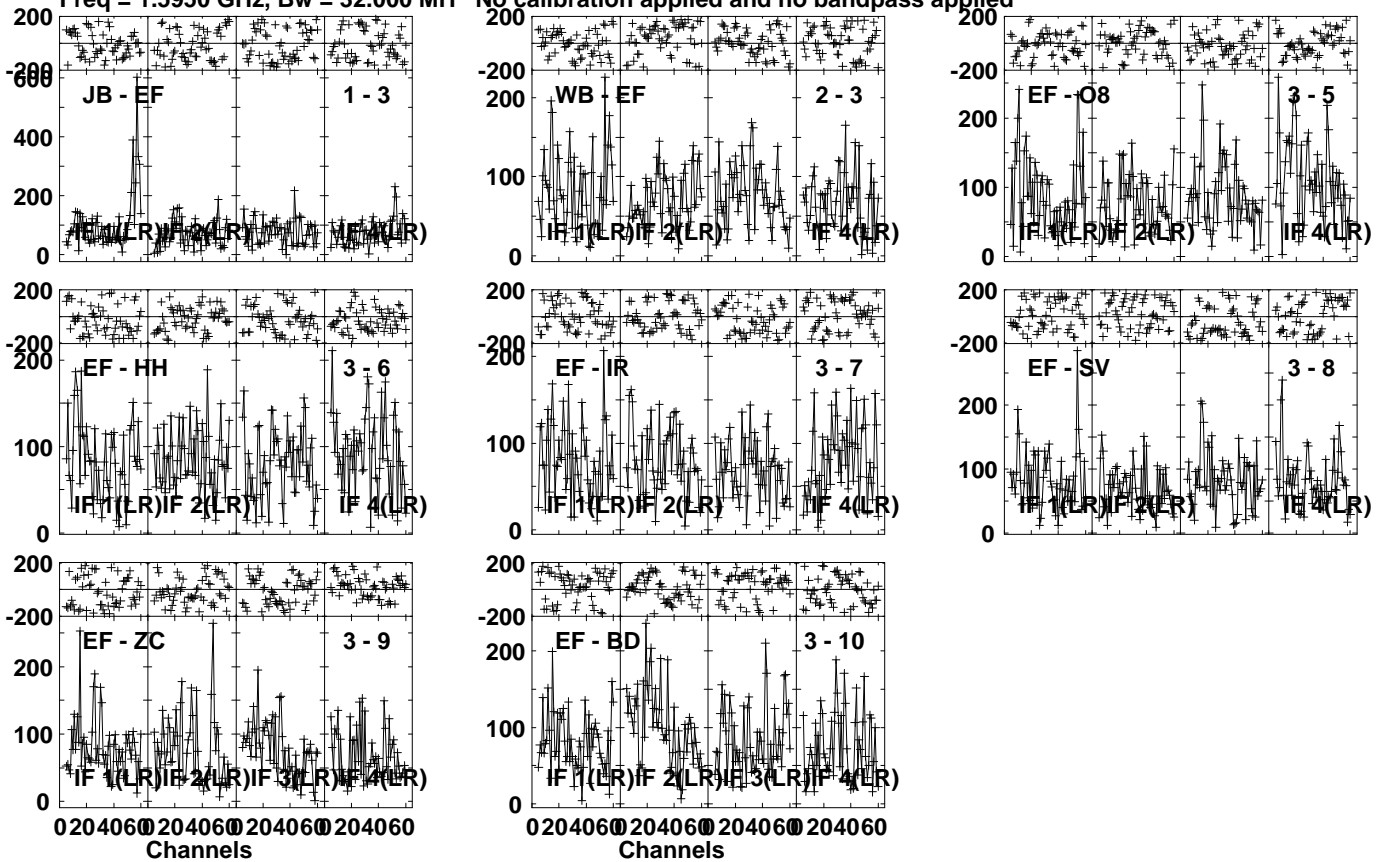 Freq = 1.5950 GHz, Bw = 32.000 MH No calibration applied and no bandpass applied
200
-200
600
400
200
0
JB - EF 1 - 3
IF 1(LR) IF 2(LR) IF 4(LR)
200
-200
200
100
0
WB - EF 2 - 3
IF 1(LR) IF 2(LR) IF 4(LR)
200
-200
200
100
0
EF - O8 3 - 5
IF 1(LR) IF 2(LR) IF 4(LR)
200
-200
200
100
0
EF - HH 3 - 6
IF 1(LR) IF 2(LR) IF 4(LR)
200
-200
200
100
0
EF - IR 3 - 7
IF 1(LR) IF 2(LR) IF 4(LR)
200
-200
200
100
0
EF - SV 3 - 8
IF 1(LR) IF 2(LR) IF 4(LR)
200
-200
200
100
0
EF - ZC 3 - 9
IF 1(LR) IF 2(LR) IF 3(LR) IF 4(LR)
0 20 40 60 0 20 40 60 0 20 40 60 0 20 40 60
Channels
200
-200
200
100
0
EF - BD 3 - 10
IF 1(LR) IF 2(LR) IF 3(LR) IF 4(LR)
0 20 40 60 0 20 40 60 0 20 40 60 0 20 40 60
Channels